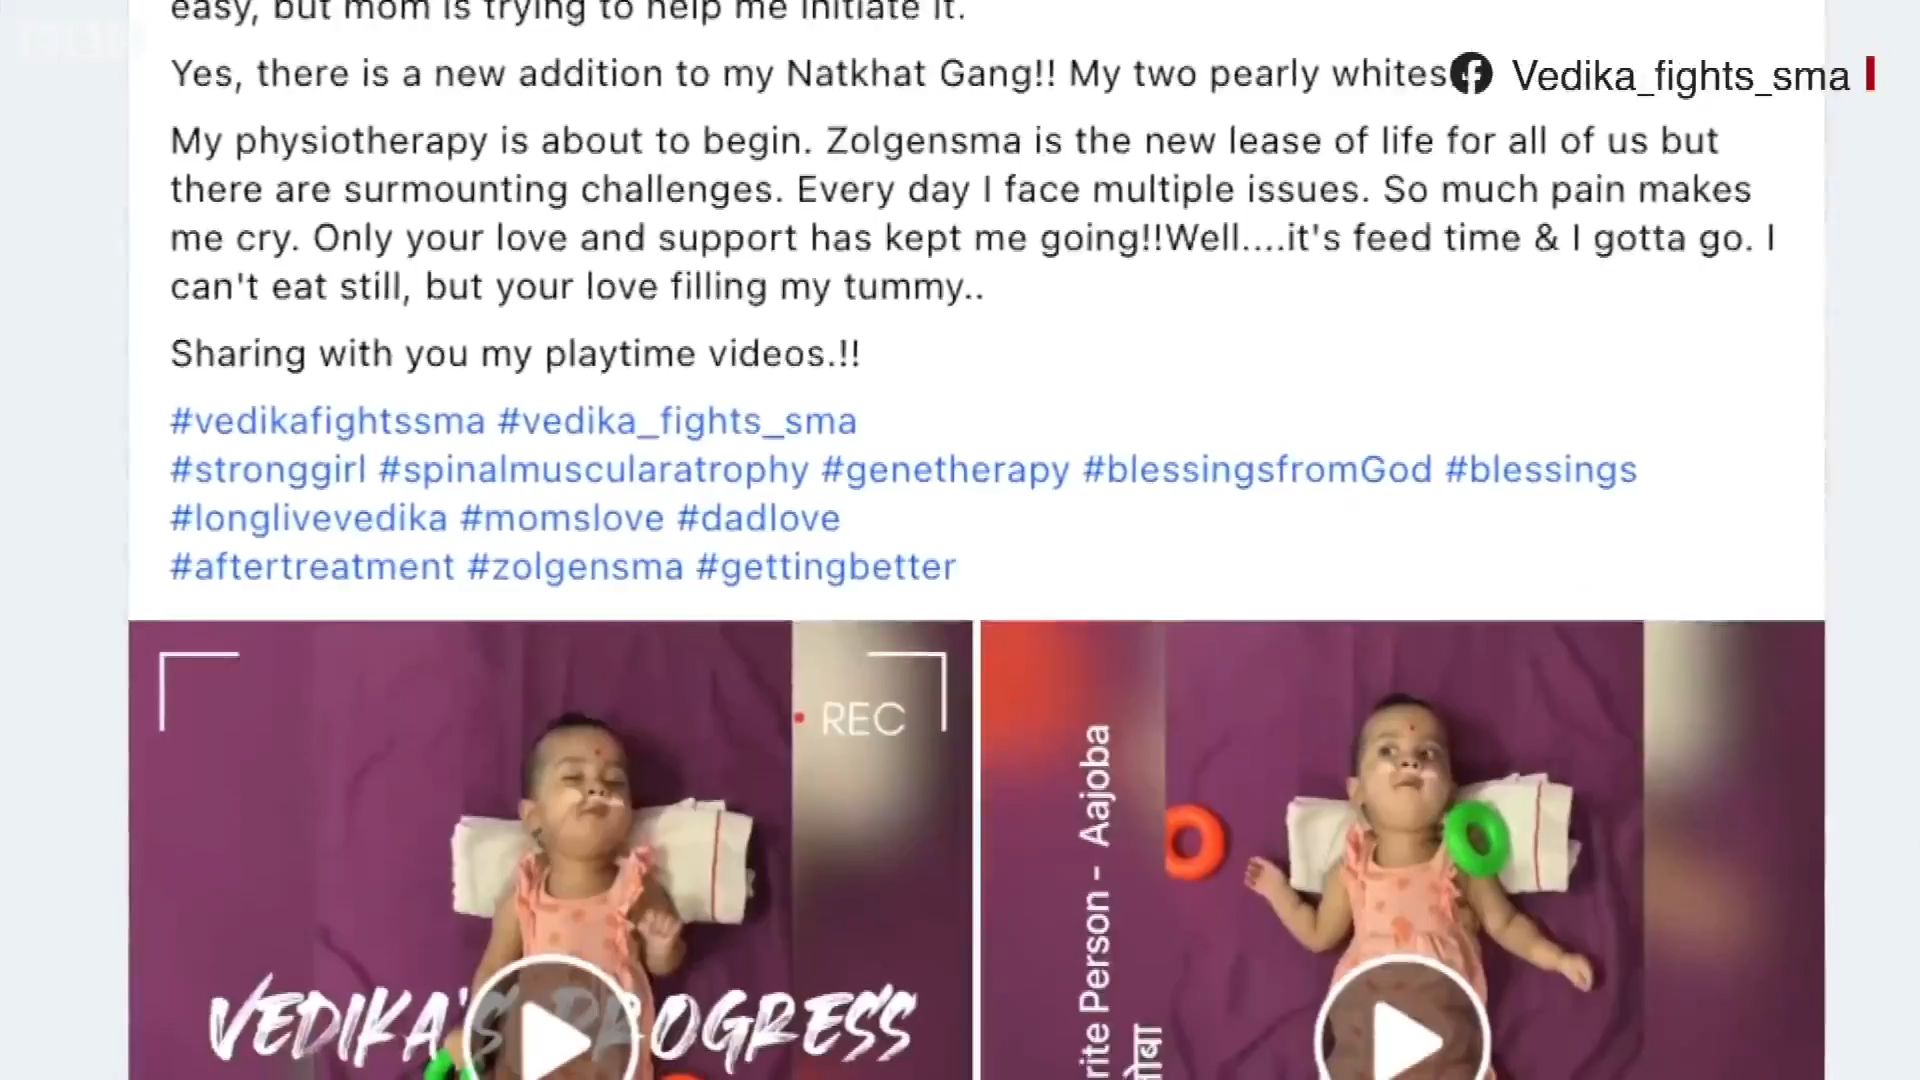 easy, but mom is trying to help me initiate it.
Yes, there is a new addition to my Natkhat Gang!! My two pearly whites
Vedika_fights_sma
My physiotherapy is about to begin. Zolgensma is the new lease of life for all of us but
there are surmounting challenges. Every day I face multiple issues. So much pain makes
me cry. Only your love and support has kept me going!!Well....it's feed time & I gotta go. I
can't eat still, but your love filling my tummy..
Sharing with you my playtime videos.!!
#vedikafightssma #vedika_fights_sma
#stronggirl #spinalmuscularatrophy #genetherapy #blessingsfromGod #blessings
#longlivevedika #momslove #dadlove
#aftertreatment #zolgensma #gettingbetter
REC
VEDIKA'S PROGRESS
rite Person - Aajoba